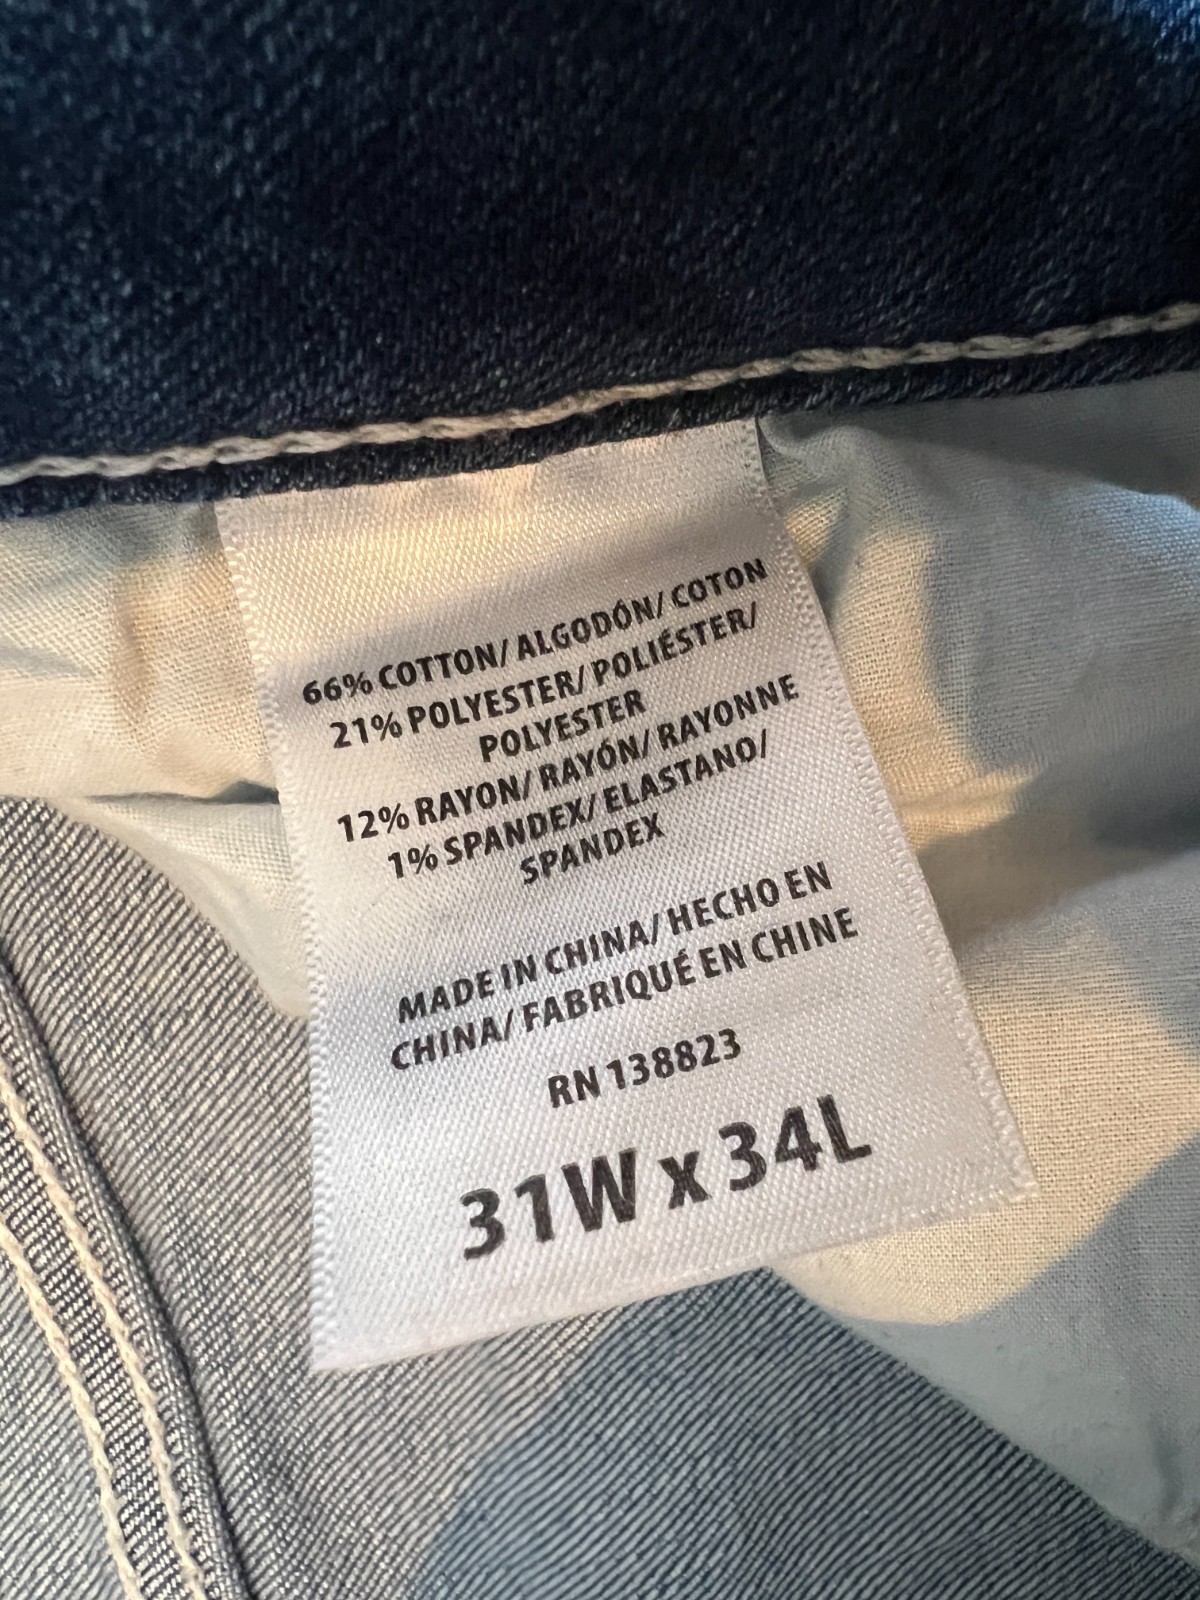 66% COTTON/ ALGODÓN/ COTON
21% POLYESTER/ POLIÉSTER/
POLYESTER
12% RAYON/ RAYÓN/ RAYONNE
1% SPANDEX/ ELASTANO/
SPANDEX
MADE IN CHINA/ HECHO EN
CHINA/ FABRIQUÉ EN CHINE
RN 138823
31W x 34L